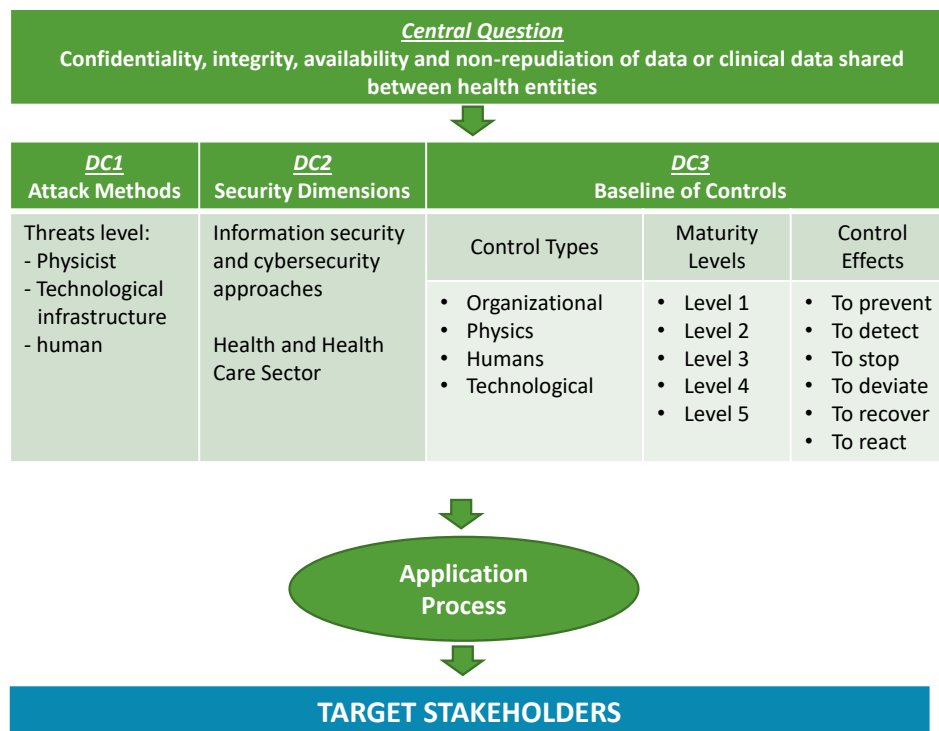 Central Question
Confidentiality, integrity, availability and non-repudiation of data or clinical data shared
between health entities
DC1
Attack Methods
DC2
Security Dimensions
DC3
Baseline of Controls
Threats level:
- Physicist
- Technological
infrastructure
- human
Information security
and cybersecurity
approaches
Health and Health
Care Sector
Control Types
• Organizational
• Physics
• Humans
• Technological
Maturity
Levels
• Level 1
• Level 2
• Level 3
• Level 4
• Level 5
Control
Effects
• To prevent
• To detect
• To stop
• To deviate
• To recover
• To react
Application
Process
TARGET STAKEHOLDERS